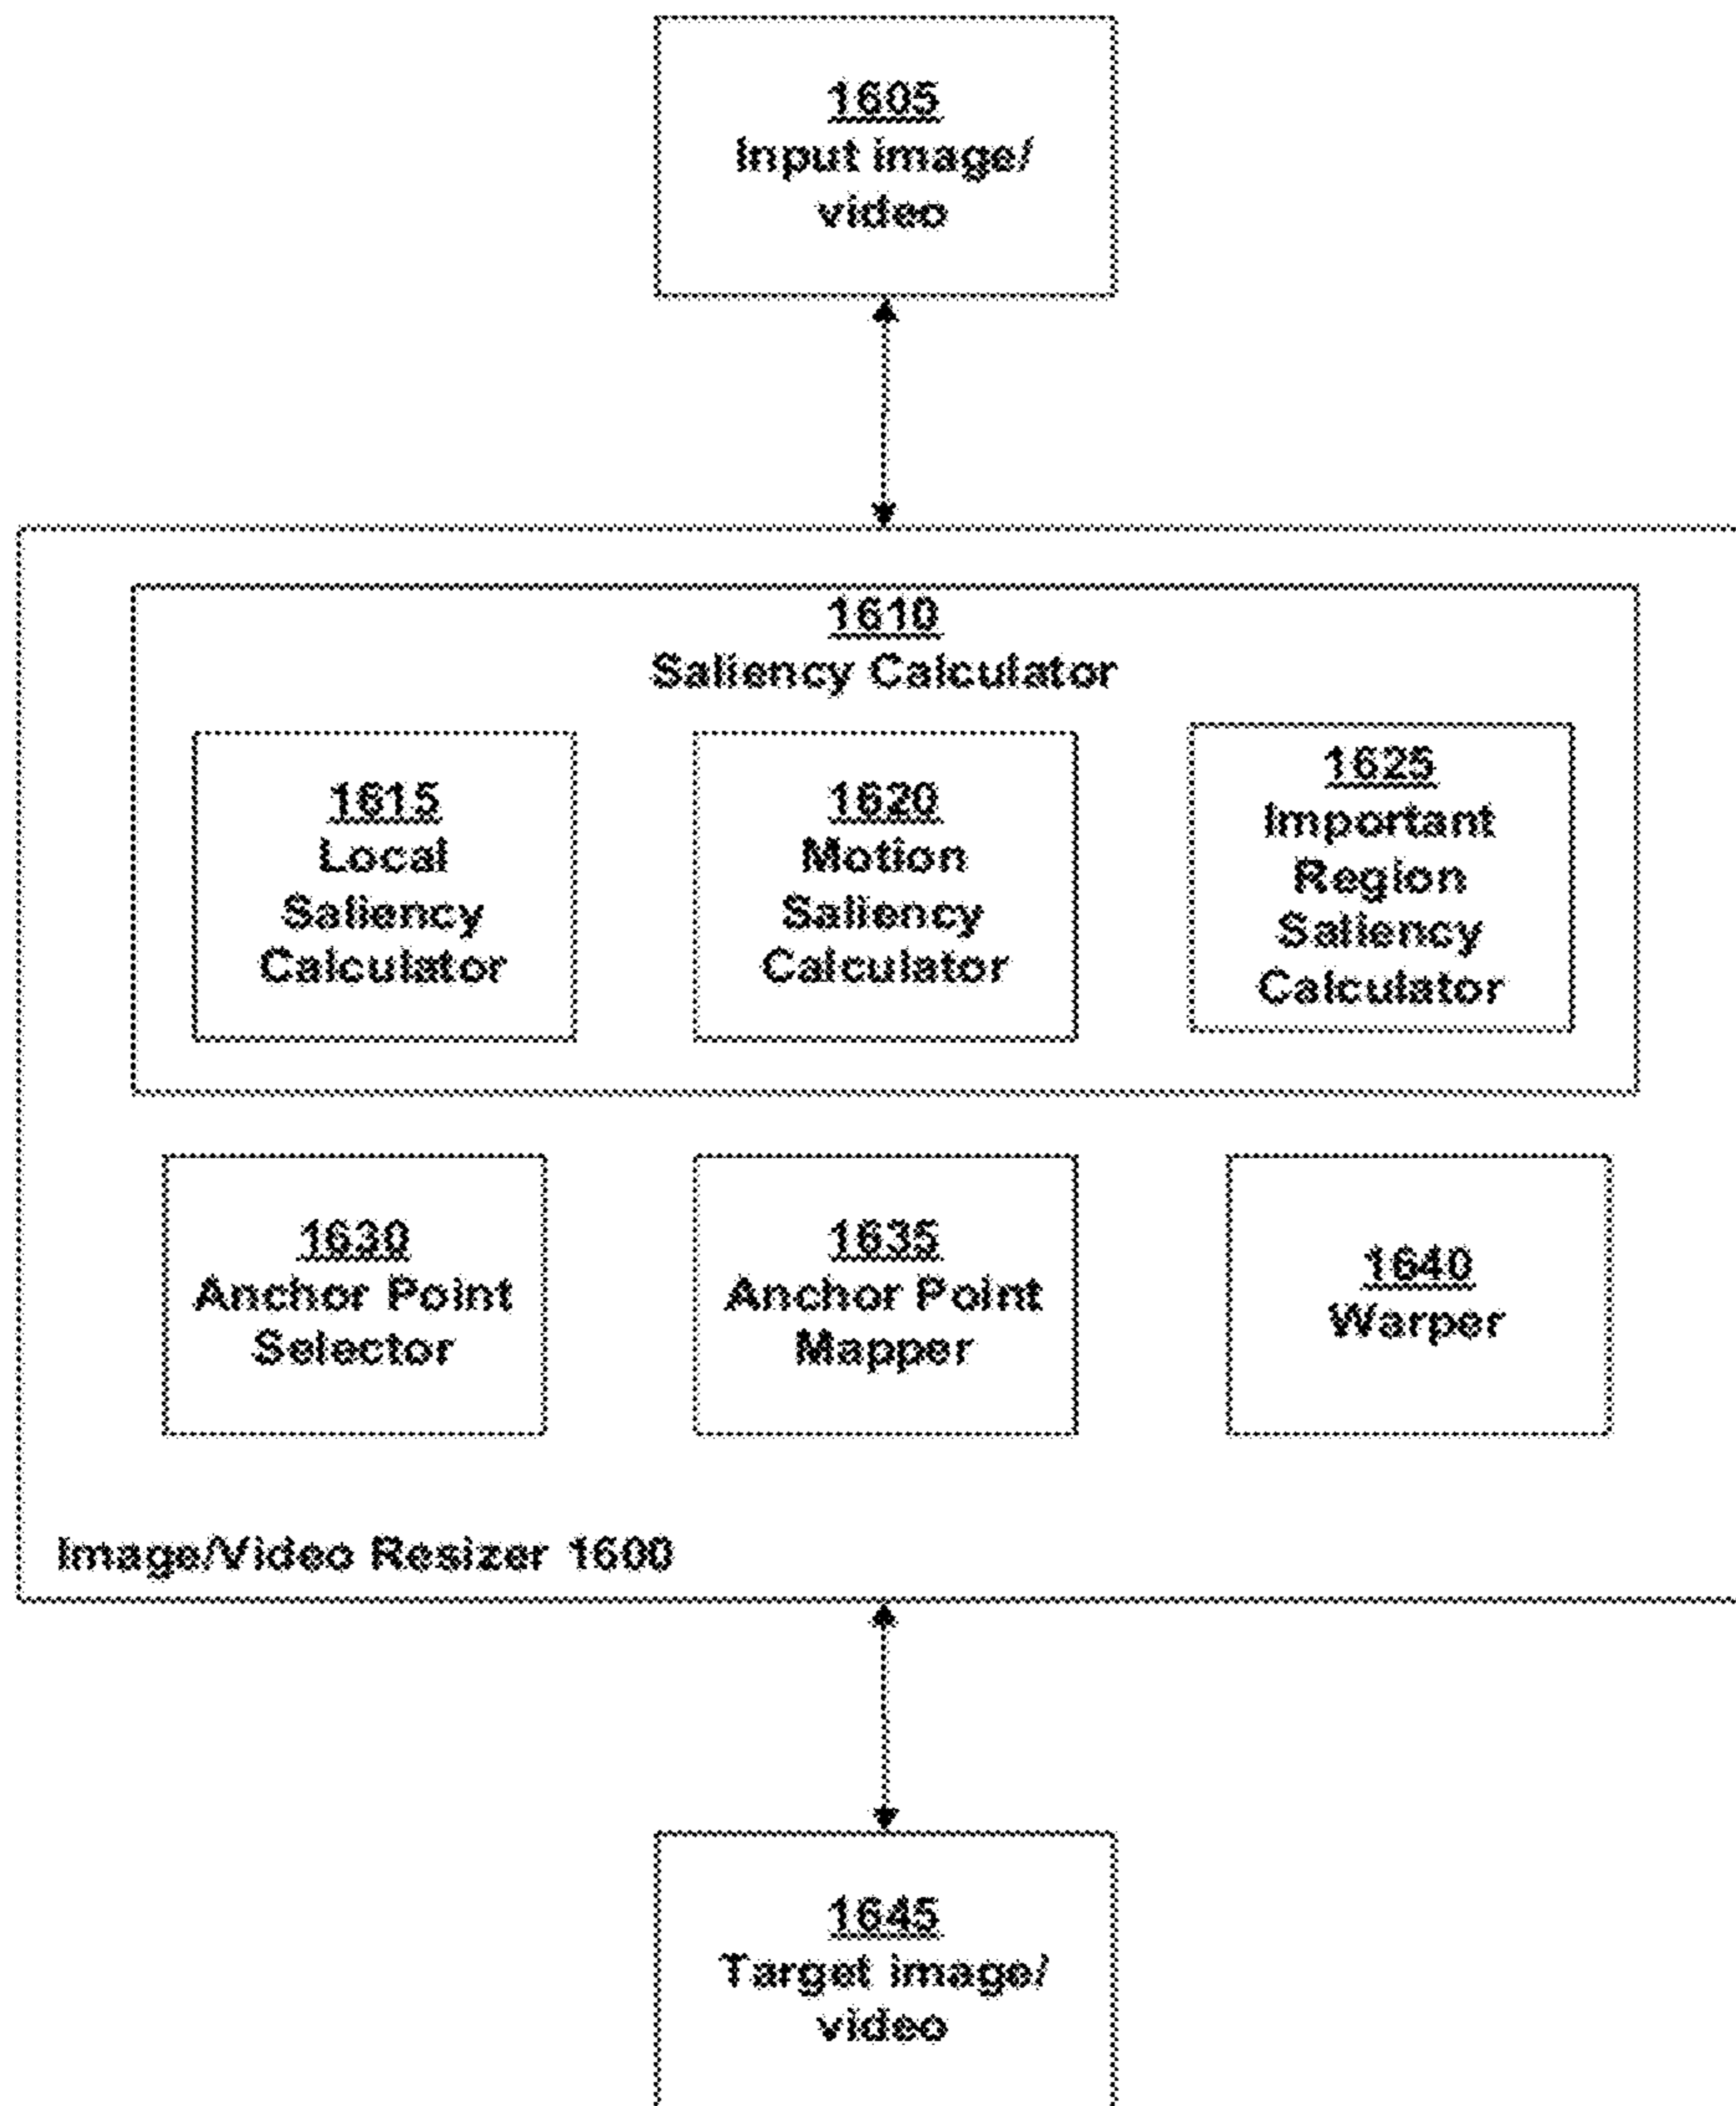 1605
Input image/
video
1610
Saliency Calculator
1615
Local
Saliency
Calculator
1620
Motion
Saliency
Calculator
1625
Important
Region
Saliency
Calculator
1630
Anchor Point
Selector
1635
Anchor Point
Mapper
1640
Warper
Image/Video Resizer 1600
1645
Target image/
video